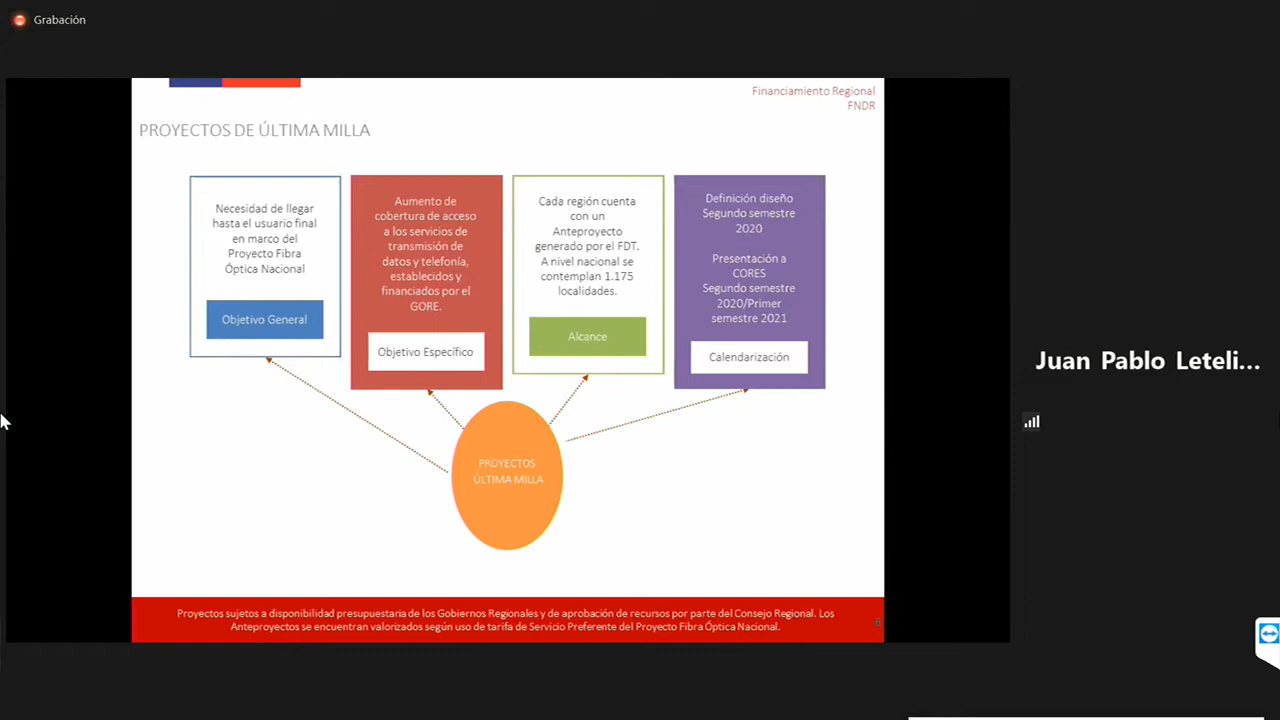 Grabación
Financiamiento Regional
FNDR
PROYECTOS DE ÚLTIMA MILLA
Necesidad de llegar
hasta el usuario final
en marco del
Proyecto Fibra
Óptica Nacional
Objetivo General
Aumento de
cobertura de acceso
a los servicios de
transmisión de
datos y telefonía,
establecidos y
financiados por el
GORE.
Objetivo Específico
Cada región cuenta
con un
Anteproyecto
generado por el FDT.
A nivel nacional se
contemplan 1.175
localidades.
Alcance
Definición diseño
Segundo semestre
2020
Presentación a
CORES
Segundo semestre
2020/Primer
semestre 2021
Calendarización
PROYECTOS
ÚLTIMA MILLA
Proyectos sujetos a disponibilidad presupuestaria de los Gobiernos Regionales y de aprobación de recursos por parte del Consejo Regional. Los
Anteproyectos se encuentran valorizados según uso de tarifa de Servicio Preferente del Proyecto Fibra Óptica Nacional.
6
Juan Pablo Leteli...